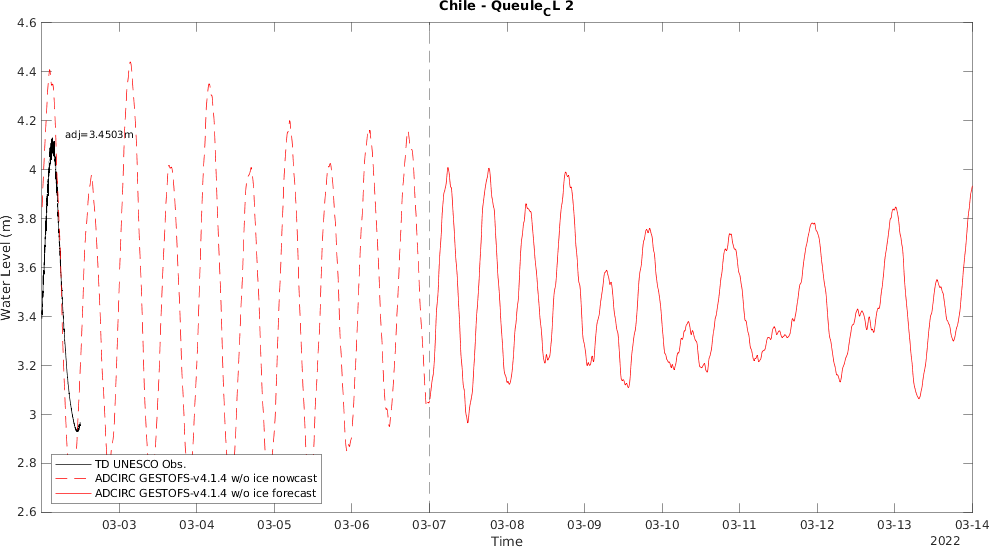 Chile - Queule_CL 2
4.6
4.4
4.2
4
3.8
3.6
3.4
3.2
3
2.8
2.6
Water Level (m)
adj=3.4503m
TD UNESCO Obs.
ADCIRC GESTOFS-v4.1.4 w/o ice nowcast
ADCIRC GESTOFS-v4.1.4 w/o ice forecast
03-03 03-04 03-05 03-06 03-07 03-08 03-09 03-10 03-11 03-12 03-13 03-14
Time
2022